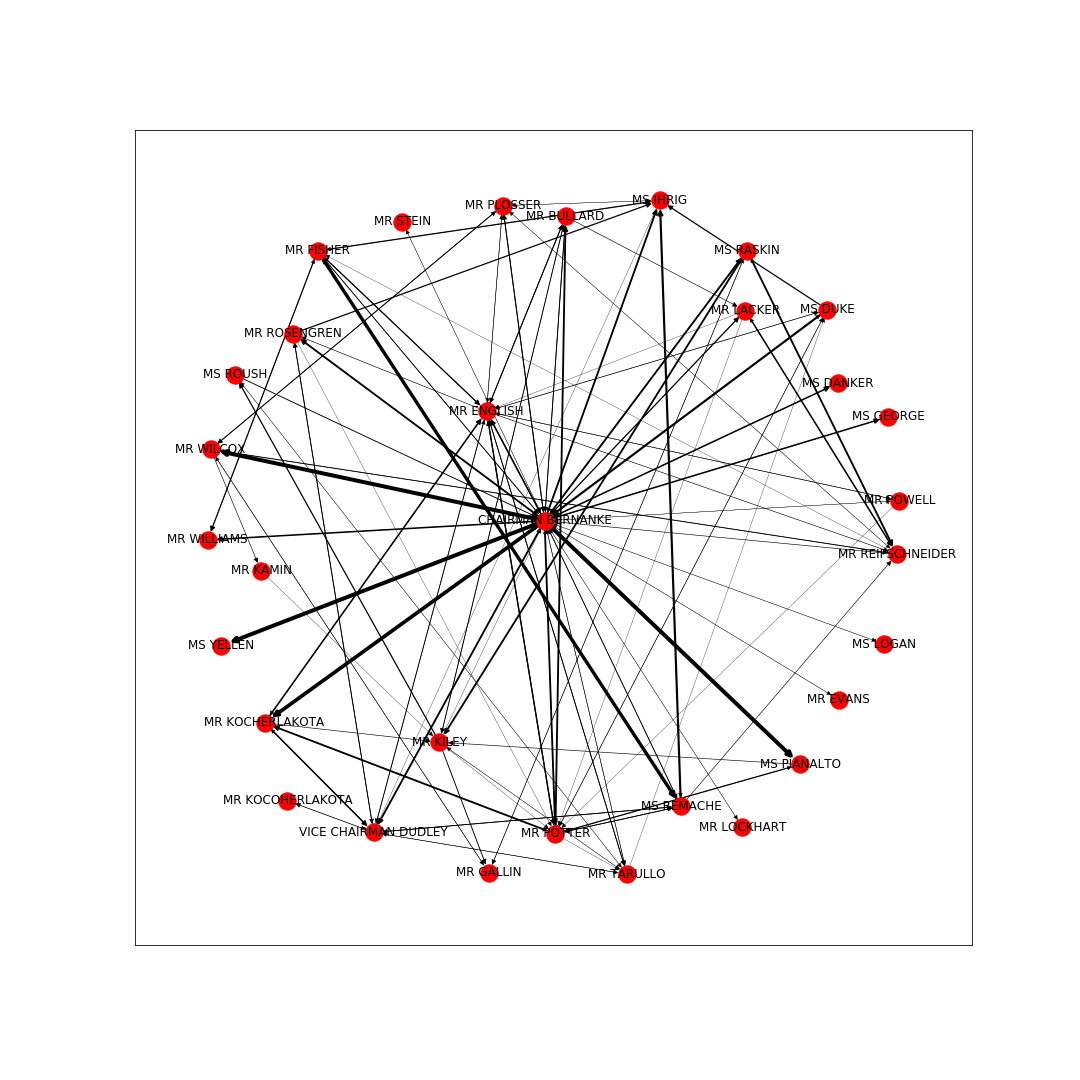 MS IHRIG
MR PLOSSER
MR BULLARD
MR STEIN
MR FISHER
MS RASKIN
MR LACKER
MS DUKE
MR ROSENGREN
MS ROUSH
MS DANKER
MR ENGLISH
MS GEORGE
MR WILCOX
MR POWELL
CHAIRMAN BERNANKE
MR WILLIAMS
MR REIFSCHNEIDER
MR KAMIN
MS YELLEN
MS LOGAN
MR EVANS
MR KOCHERLAKOTA
MR KILEY
MS PIANALTO
MR KOCOHERLAKOTA
MS REMACHE
MR LOCKHART
VICE CHAIRMAN DUDLEY
MR POTTER
MR GALLIN
MR TARULLO